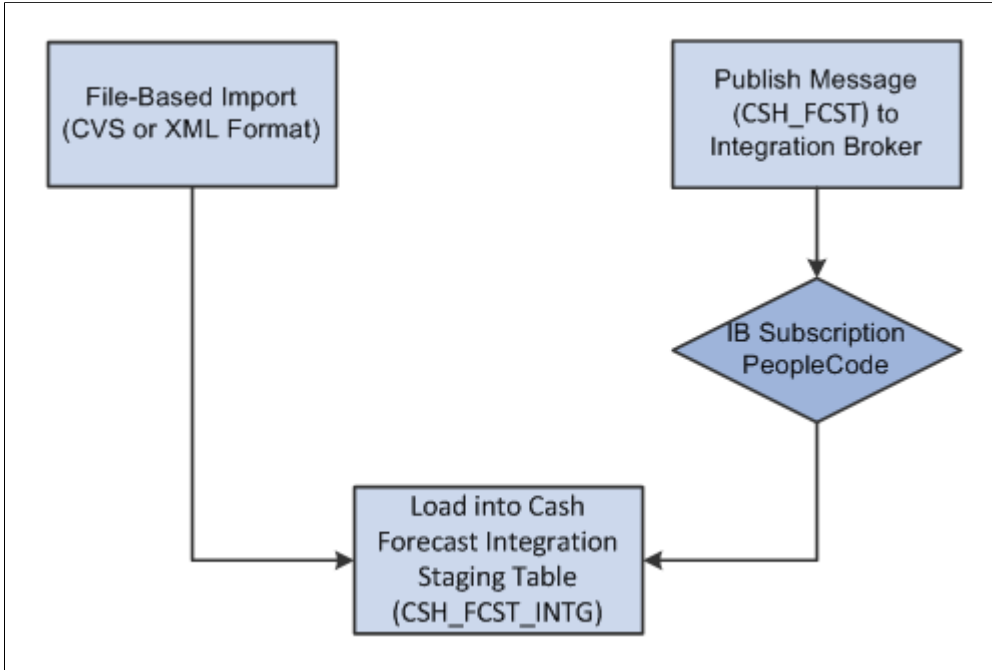 File-Based Import
(CVS or XML Format)
Publish Message
(CSH_FCST) to
Integration Broker
IB Subscription
PeopleCode
Load into Cash
Forecast Integration
Staging Table
(CSH_FCST_INTG)